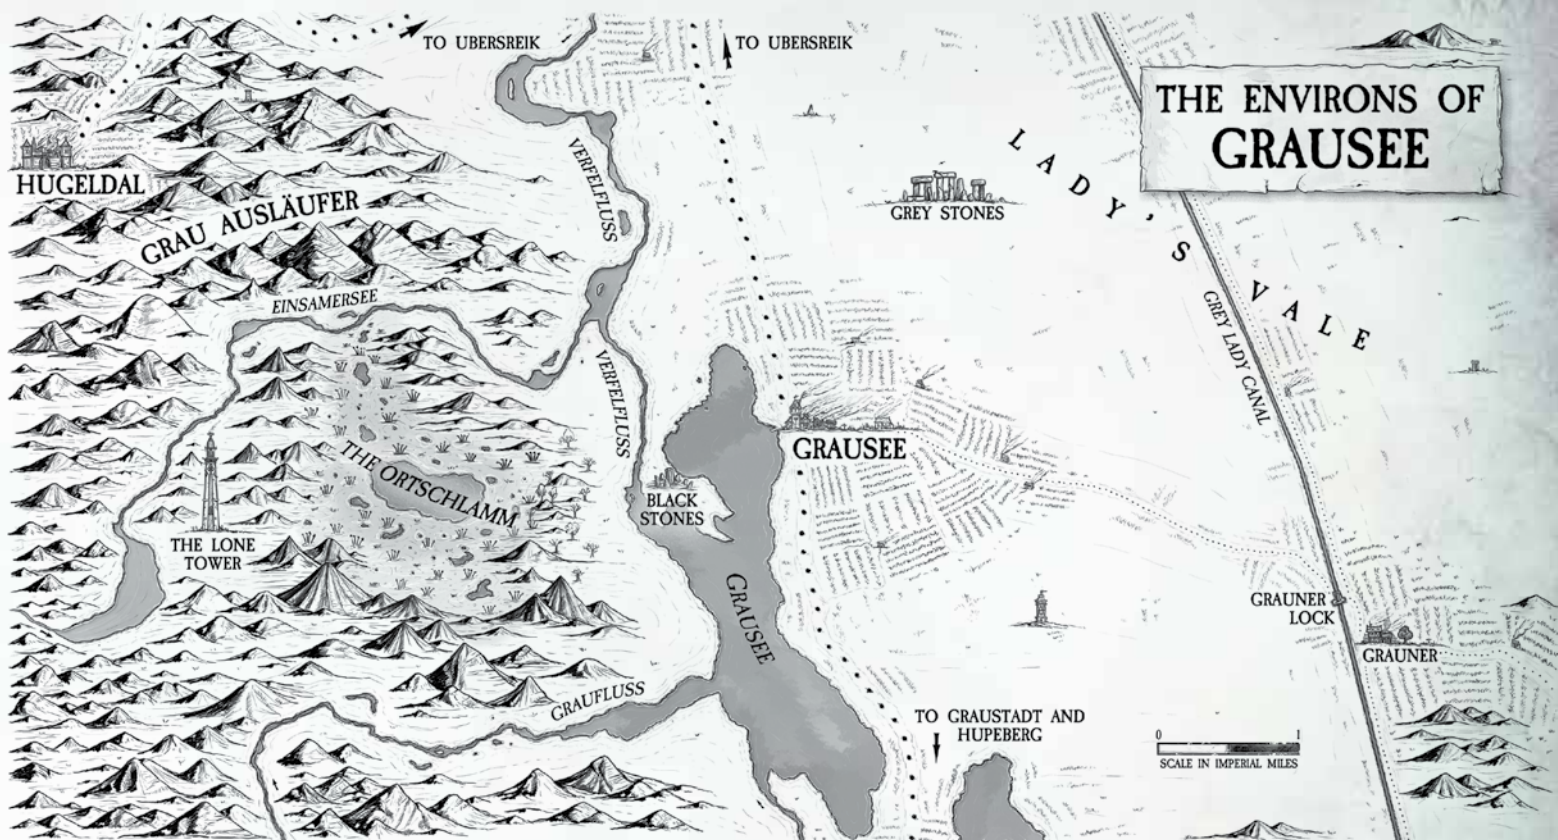 TO UBERSREIK
TO UBERSREIK
THE ENVIRONS OF
GRAUSEE
HUGELDAL
GRAU AUSLÄUFER
VERFELFLUSS
LADY'S VALE
GREY STONES
EINSAMERSEE
GREY LADY CANAL
VERFELFLUSS
GRAUSEE
THE ORTSCHLAMM
BLACK
STONES
THE LONE
TOWER
GRAUSEE
GRAUNER
LOCK
GRAUNER
GRAUFLUSS
TO GRAUSTADT AND
HUPEBERG
0 1
SCALE IN IMPERIAL MILES